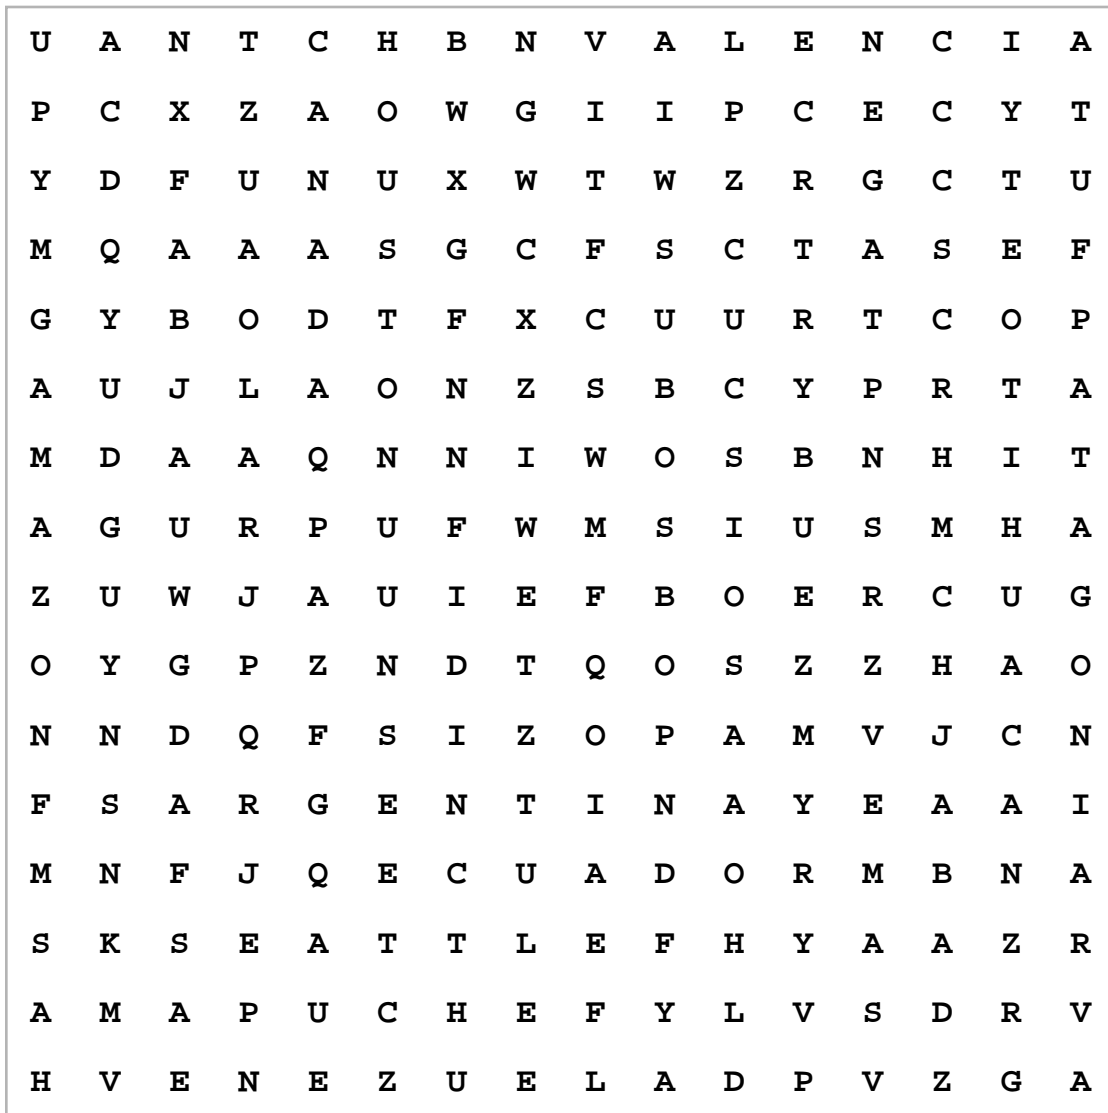 U A N T C H B N V A L E N C I A
P C X Z A O W G I I P C E C Y T
Y D F U N U X W T W Z R G C T U
M Q A A A S G C F S C T A S E F
G Y B O D T F X C U U R T C O P
A U J L A O N Z S B C Y P R T A
M D A A Q N N I W O S B N H I T
A G U R P U F W M S I U S M H A
Z U W J A U I E F B O E R C U G
O Y G P Z N D T Q O S Z Z H A O
N N D Q F S I Z O P A M V J C N
F S A R G E N T I N A Y E A A I
M N F J Q E C U A D O R M B N A
S K S E A T T L E F H Y A A Z R
A M A P U C H E F Y L V S D R V
H V E N E Z U E L A D P V Z G A